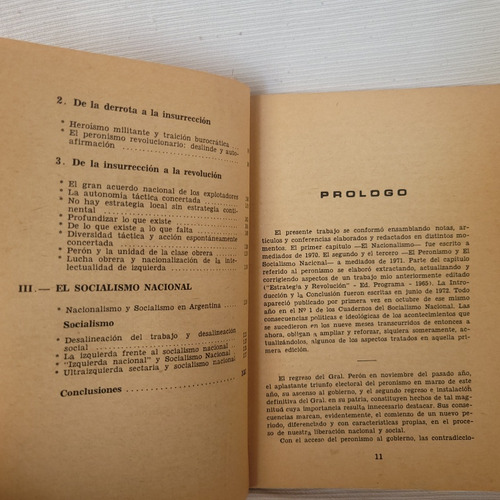 2. De la derrota a la insurrección
* Heroísmo militante y traición burocrática
* El peronismo revolucionario: deslinde y auto-
afirmación
3. De la insurrección a la revolución
* El gran acuerdo nacional de los explotadores
* La autonomía táctica concertada
* No hay estrategia local sin estrategia conti-
nental
* Profundizar lo que existe
* De lo que existe a lo que falta
* Diversidad táctica y acción espontáneamente
concertada
* Perón y la unidad de la clase obrera
* Lucha obrera y nacionalización de la inte-
lectualidad de izquierda
III.— EL SOCIALISMO NACIONAL
* Nacionalismo y Socialismo en Argentina
Socialismo
* Desalineación del trabajo y desalineación
social
* La izquierda frente al socialismo nacional
* "Izquierda nacional" y Socialismo Nacional
* Ultraizquierda sectaria y socialismo nacional
Conclusiones
PROLOGO
El presente trabajo se conformó ensamblando notas, ar-
tículos y conferencias elaborados y redactados en distintos mo-
mentos. El primer capítulo —El Nacionalismo— fue escrito a
mediados de 1970. El segundo y el tercero —El Peronismo y El
Socialismo Nacional— a mediados de 1971. Parte del capítulo
referido al peronismo se elaboró extractando, actualizando y
corrigiendo aspectos de un trabajo mío anteriormente editado
("Estrategia y Revolución" - Ed. Programa - 1965). La Intro-
ducción y la Conclusión fueron escritas en junio de 1972. Todo
apareció publicado por primera vez en octubre de ese mismo
año en el Nº 1 de los Cuadernos del Socialismo Nacional. Las
consecuencias políticas e ideológicas de los acontecimientos que
se sucedieron en los nueve meses transcurridos de entonces a
ahora, obligan a ampliar y reforzar, siquiera someramente, ac-
tualizándolos, algunos de los aspectos tratados en aquella pri-
mera edición.
El regreso del Gral. Perón en noviembre del pasado año,
el aplastante triunfo electoral del peronismo en marzo de este
año, su ascenso al gobierno, y el segundo regreso e instalación
definitiva del Gral. en su patria, constituyen hechos de tal mag-
nitud cuya importancia resulta innecesario destacar. Sus conse-
cuencias marcan, evidentemente, el comienzo de un nuevo pe-
ríodo, diferenciado y con características propias, en el proce-
so de nuestra liberación nacional y social.
Con el acceso del peronismo al gobierno, las contradiccio-
11